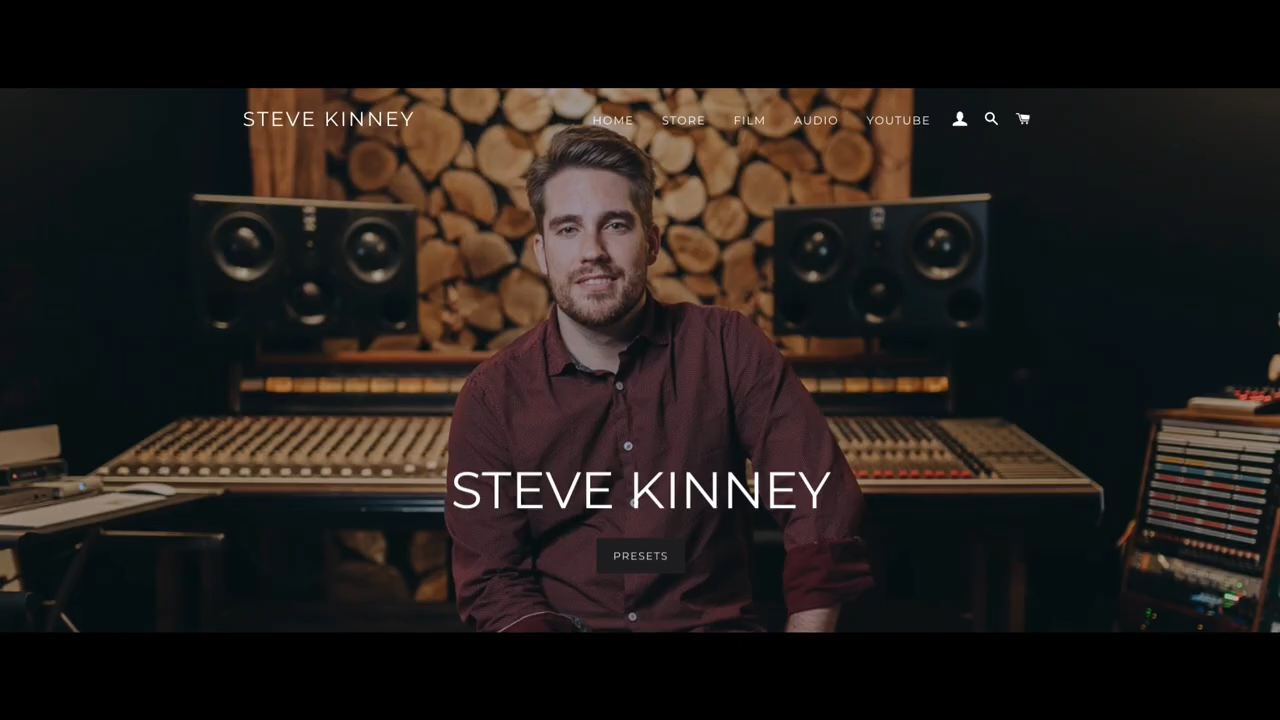 STEVE KINNEY
HOME STORE FILM AUDIO YOUTUBE
STEVE KINNEY
PRESETS